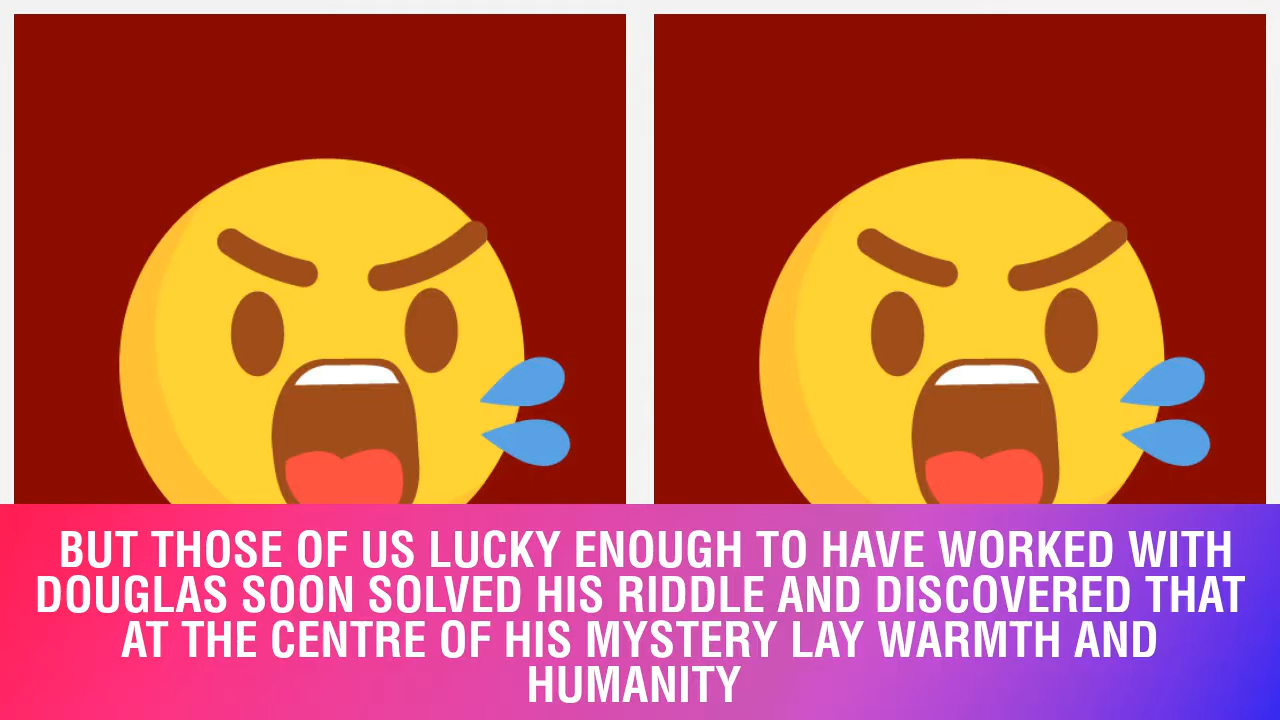 BUT THOSE OF US LUCKY ENOUGH TO HAVE WORKED WITH
DOUGLAS SOON SOLVED HIS RIDDLE AND DISCOVERED THAT
AT THE CENTRE OF HIS MYSTERY LAY WARMTH AND
HUMANITY